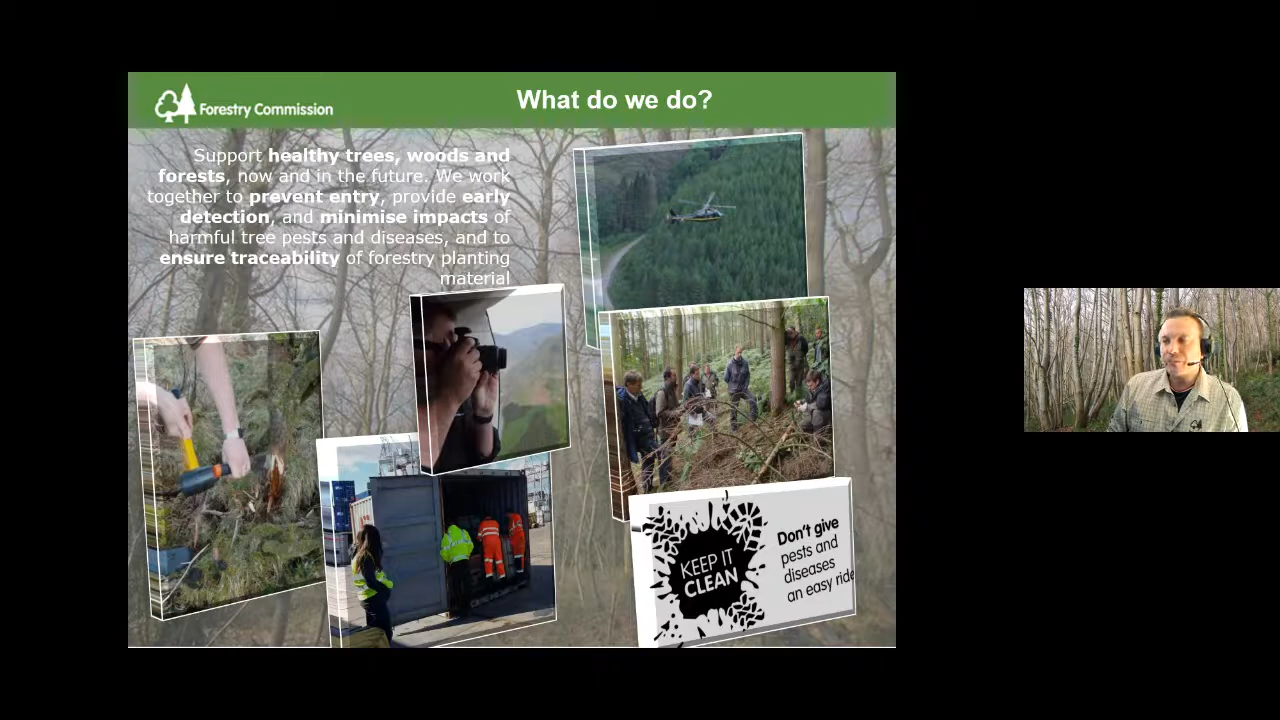 Forestry Commission
What do we do?
Support healthy trees, woods and
forests, now and in the future. We work
together to prevent entry, provide early
detection, and minimise impacts of
harmful tree pests and diseases, and to
ensure traceability of forestry planting
material
KEEP IT
CLEAN
Don't give
pests and
diseases
an easy ride